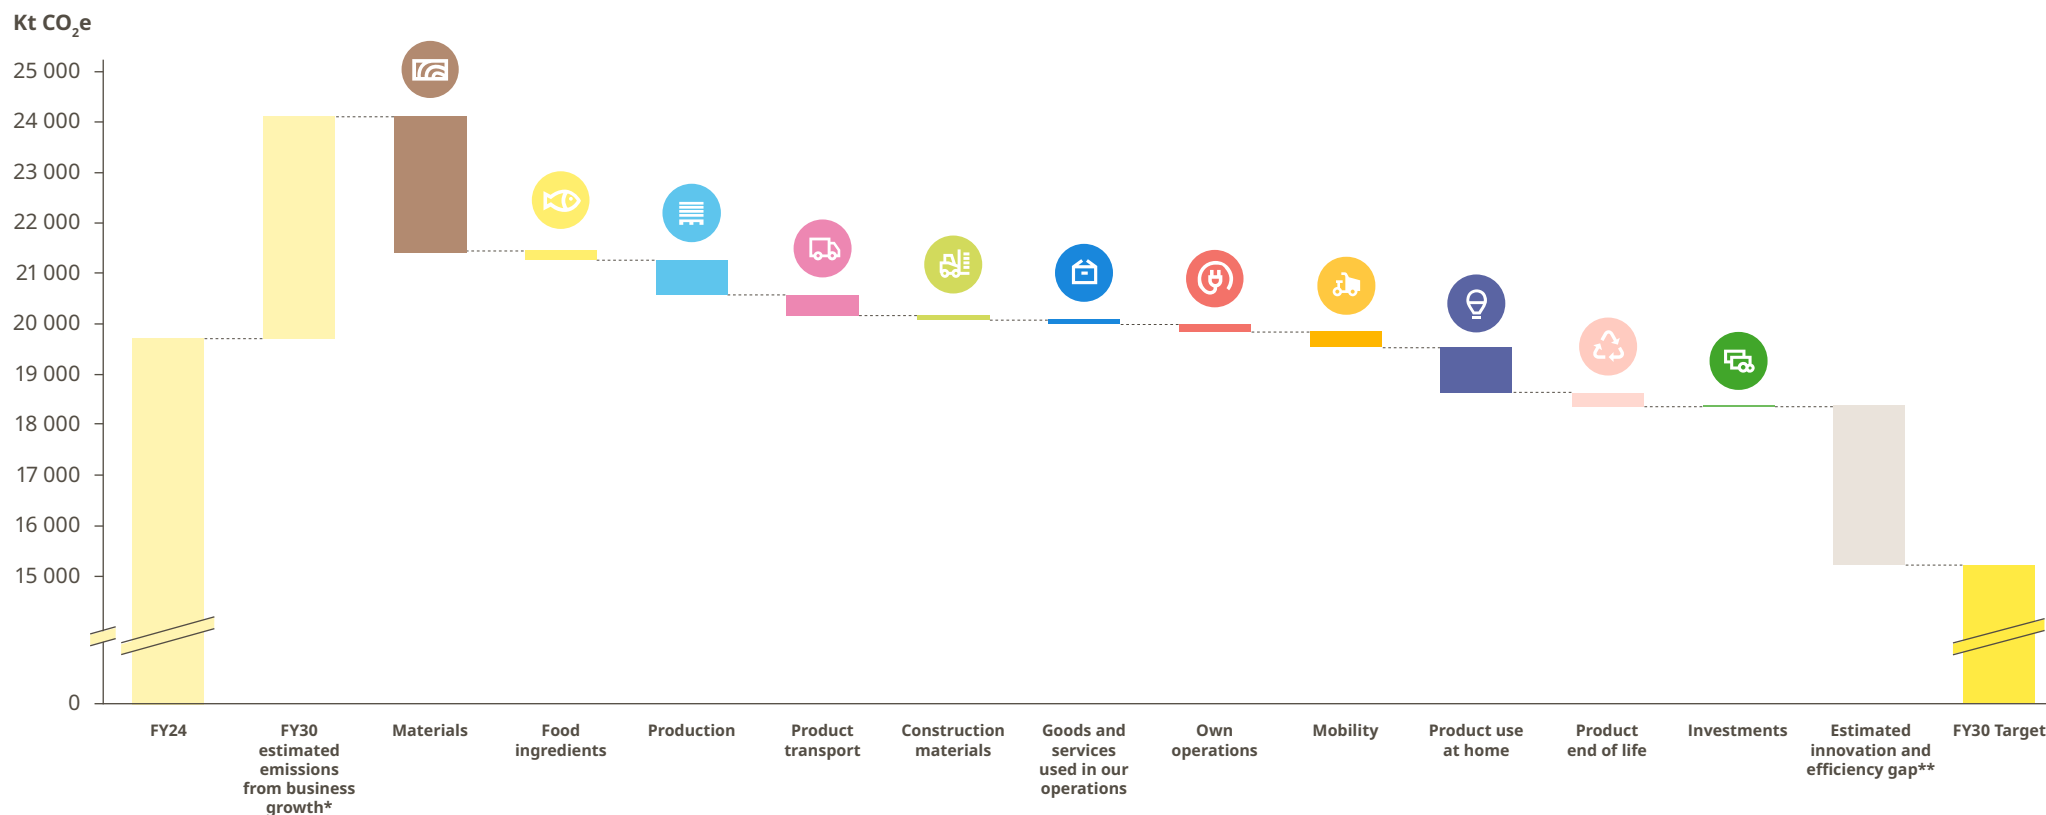 Kt CO₂e
25 000
24 000
23 000
22 000
21 000
20 000
19 000
18 000
17 000
16 000
15 000
0
FY24
FY30
estimated
emissions
from business
growth*
Materials
Food
ingredients
Production
Product
transport
Construction
materials
Goods and
services
used in our
operations
Own
operations
Mobility
Product use
at home
Product
end of life
Investments
Estimated
innovation and
efficiency gap**
FY30 Target